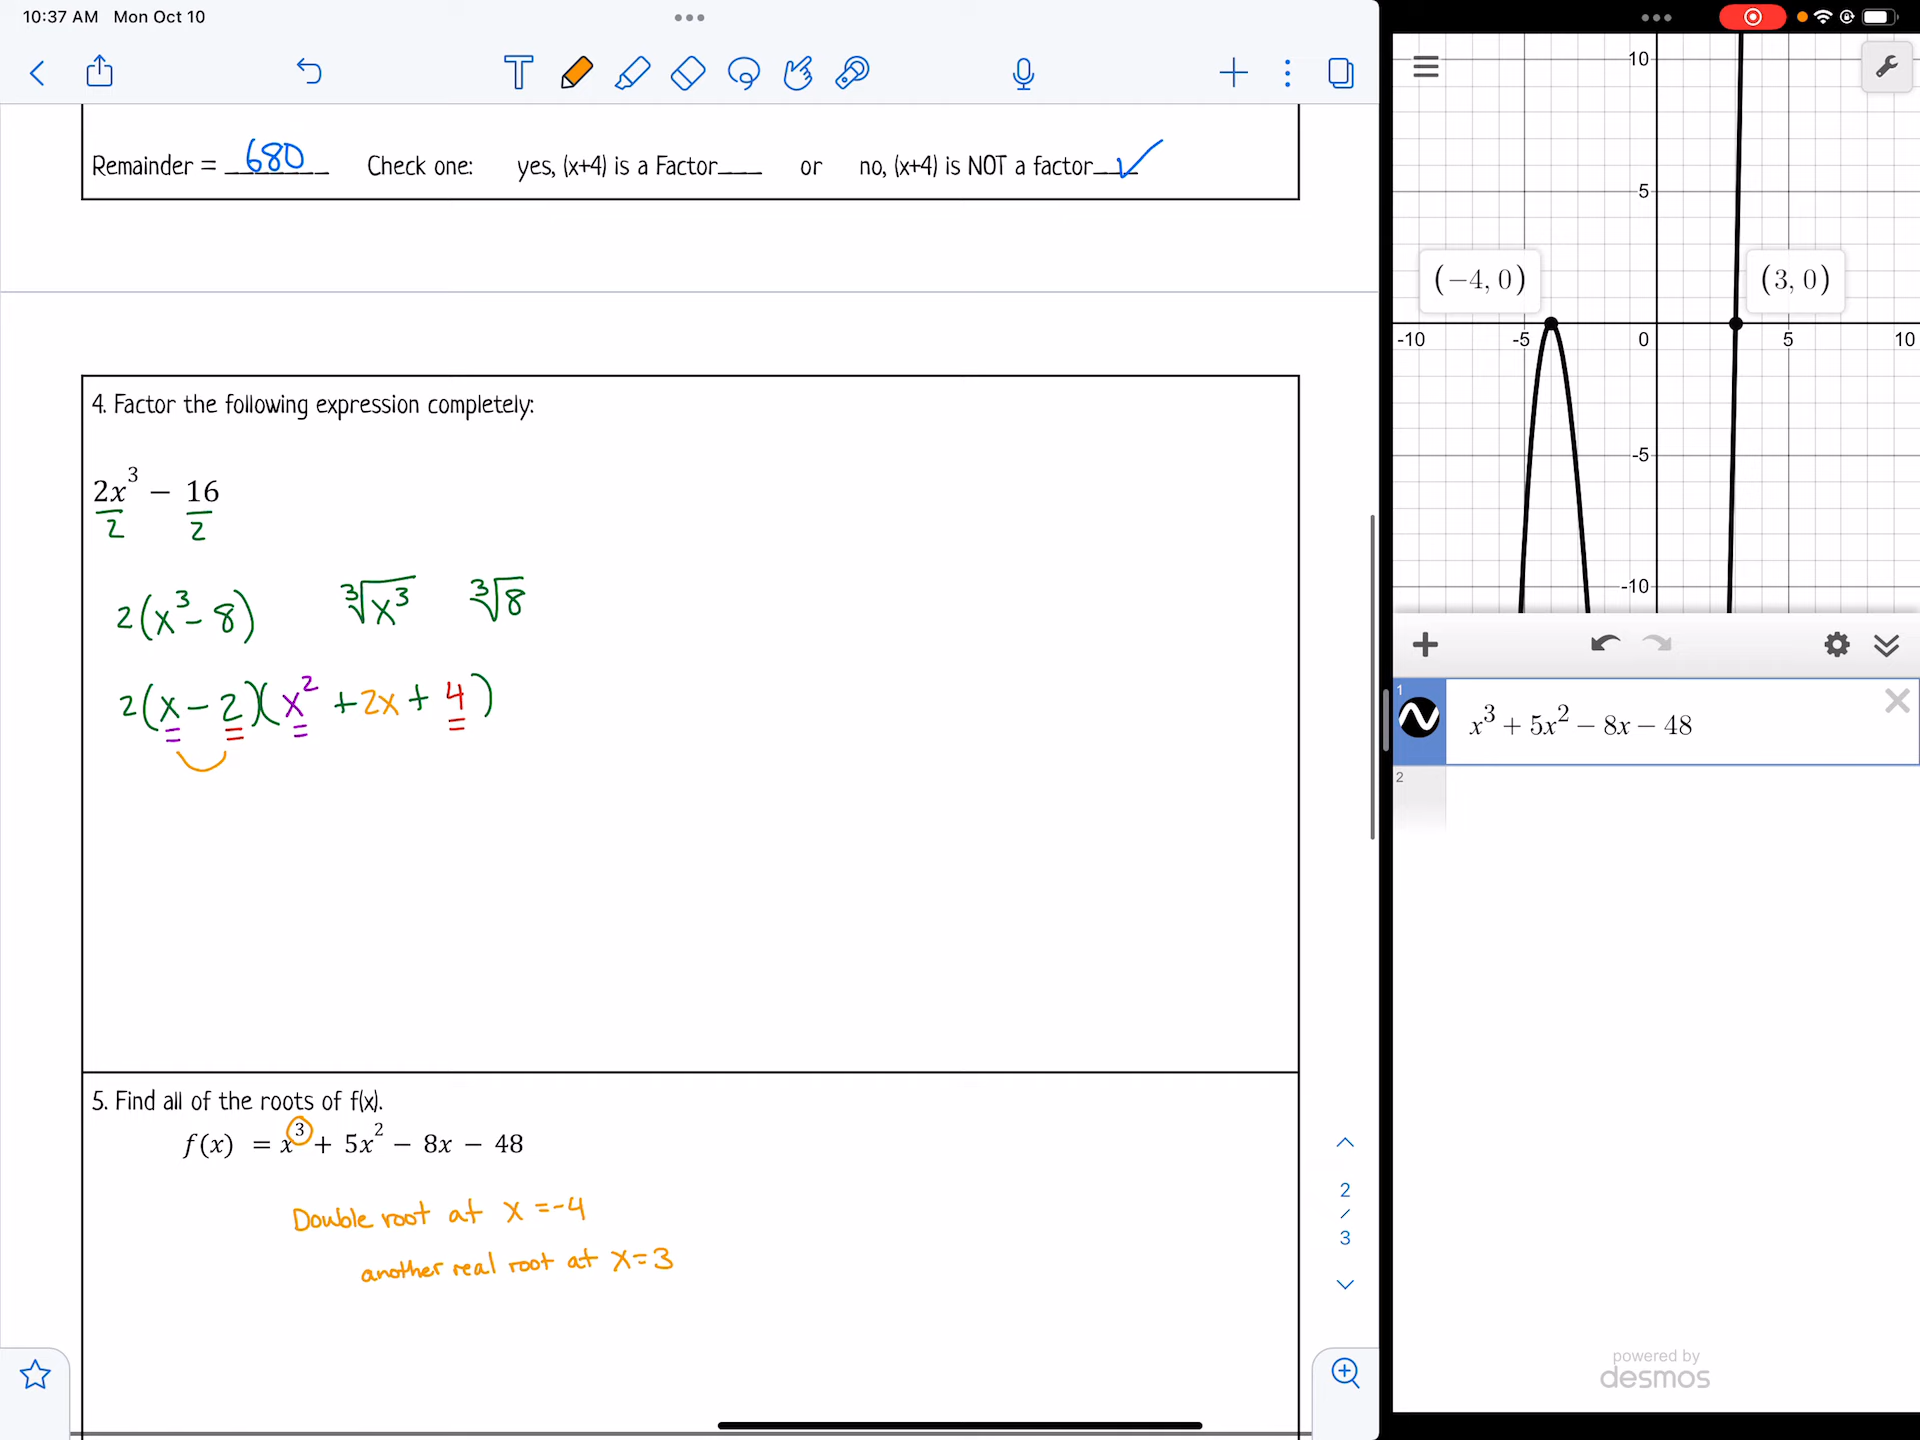 10:37 AM Mon Oct 10
Remainder = 680 Check one: yes, (x+4) is a Factor___ or no, (x+4) is NOT a factor___✓
4. Factor the following expression completely:
2x³ − 16
2 2
2(x³ − 8) ∛x³ ∛8
2(x − 2)(x² + 2x + 4)
5. Find all of the roots of f(x).
f(x) = x³ + 5x² − 8x − 48
Double root at x = -4
another real root at x = 3
2
/
3
10
5
(−4, 0) (3, 0)
-10 -5 0 5 10
-5
-10
1
x³ + 5x² − 8x − 48
2
powered by
desmos